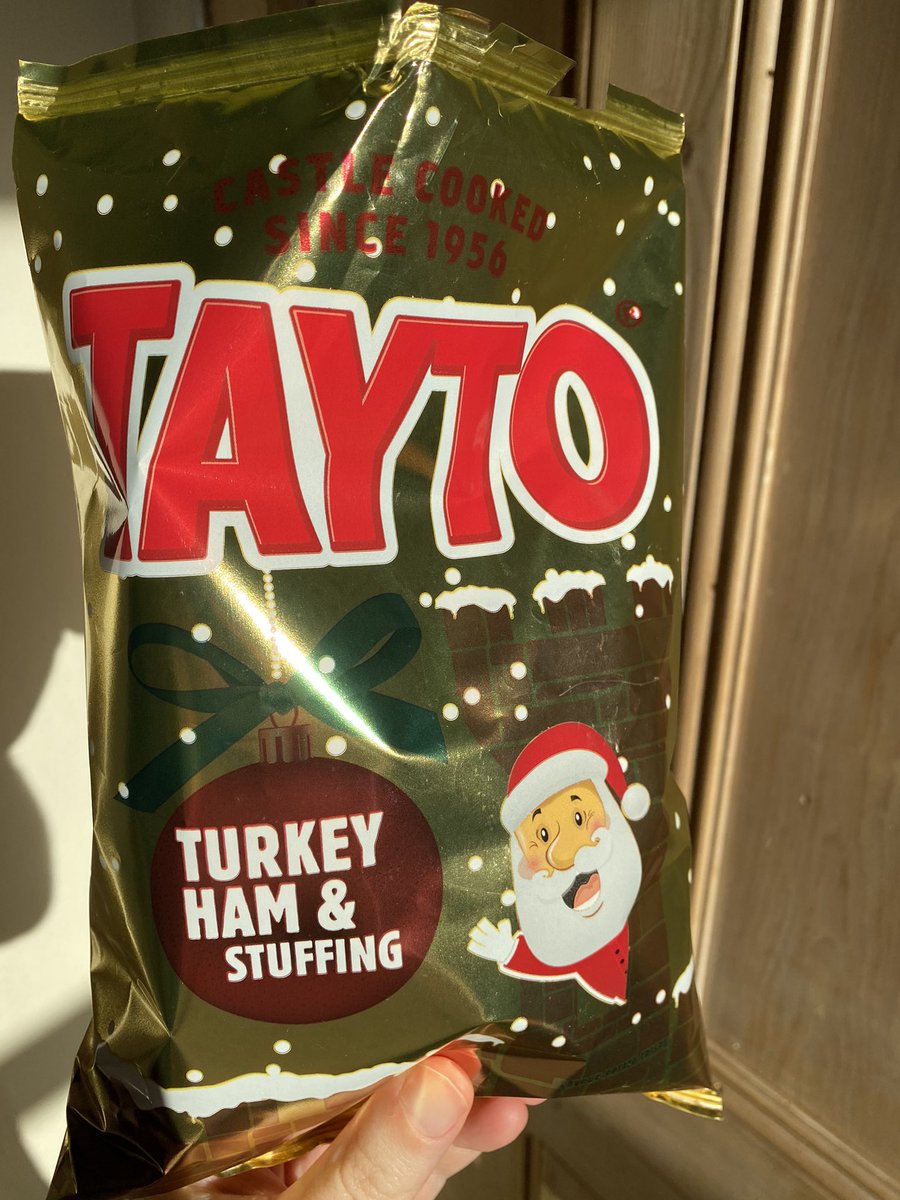 CASTLE COOKED
SINCE 1956
TAYTO
TURKEY
HAM &
STUFFING